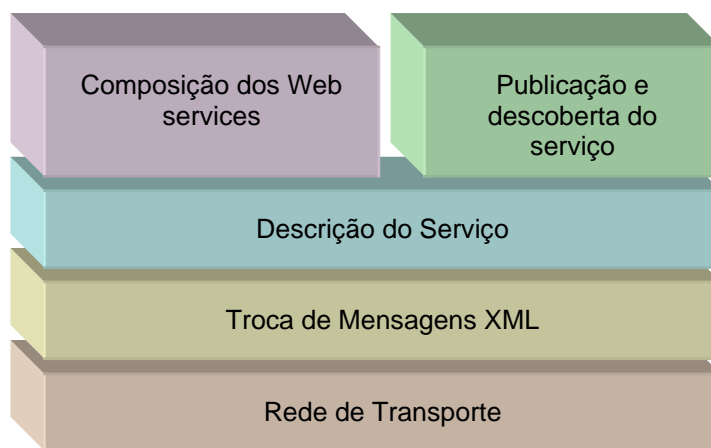 Composição dos Web
services
Publicação e
descoberta do
serviço
Descrição do Serviço
Troca de Mensagens XML
Rede de Transporte